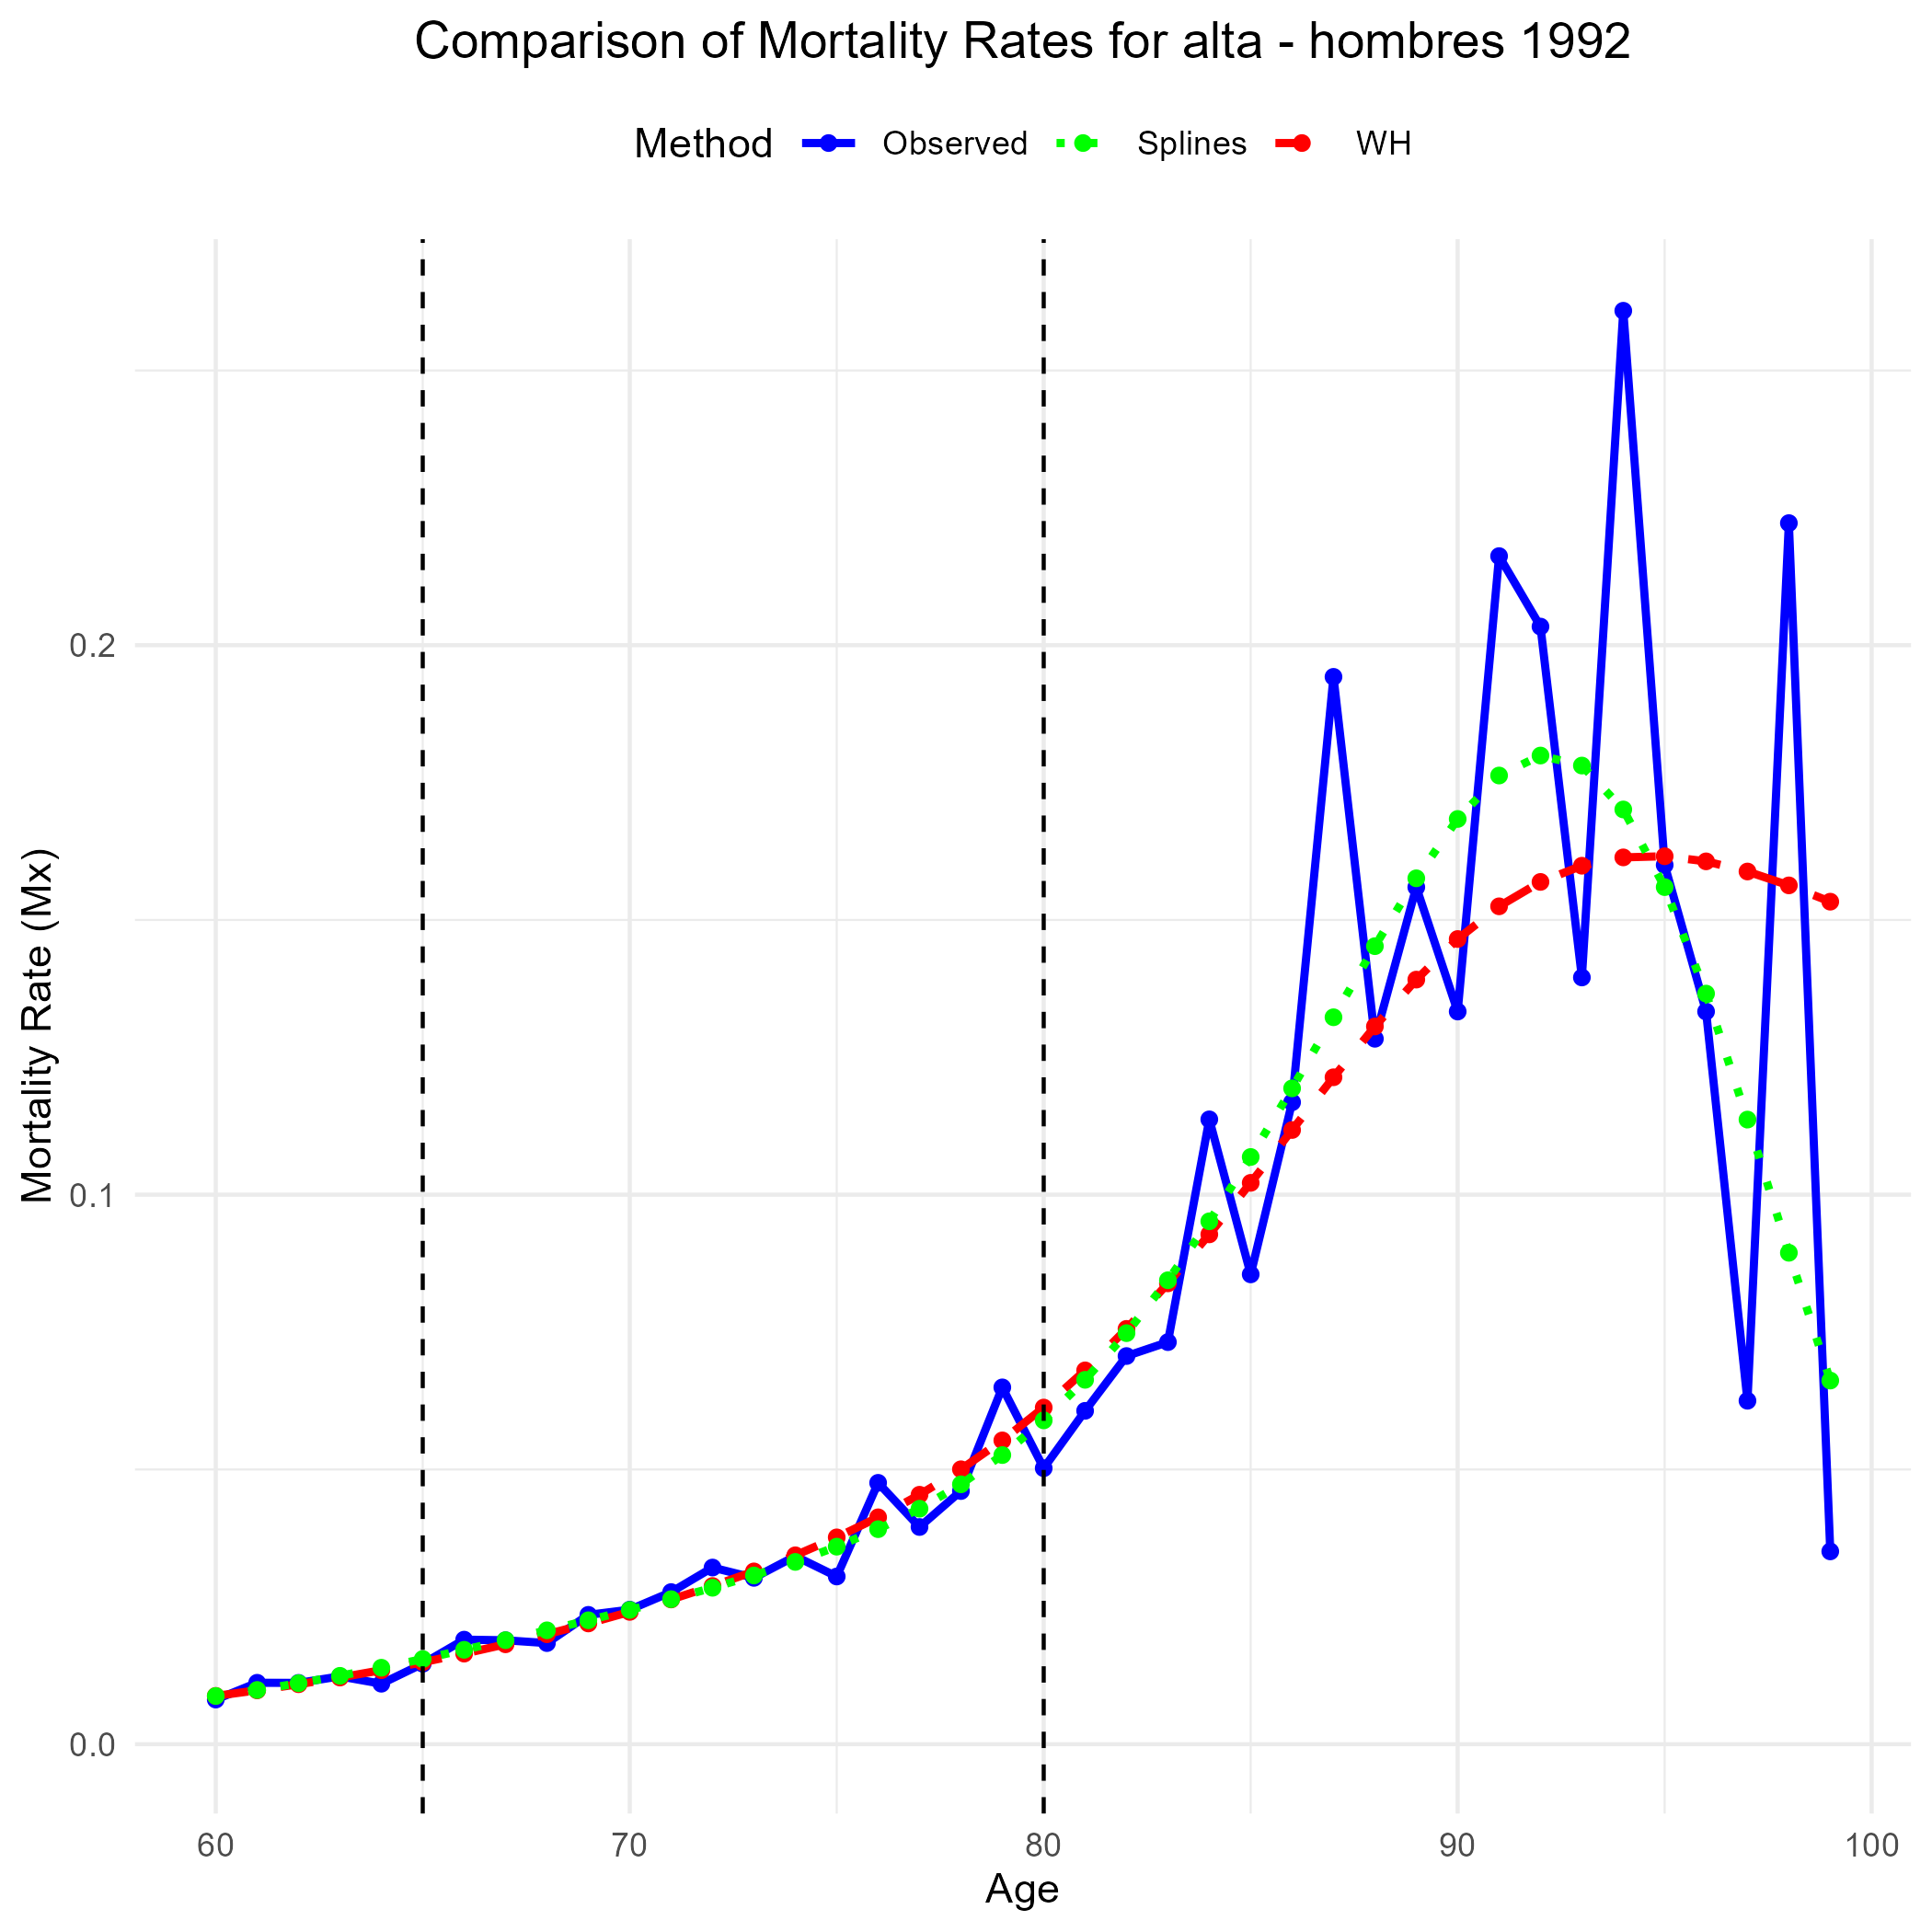 Comparison of Mortality Rates for alta - hombres 1992
Method Observed Splines WH
Mortality Rate (Mx)
0.2
0.1
0.0
60 70 80 90 100
Age